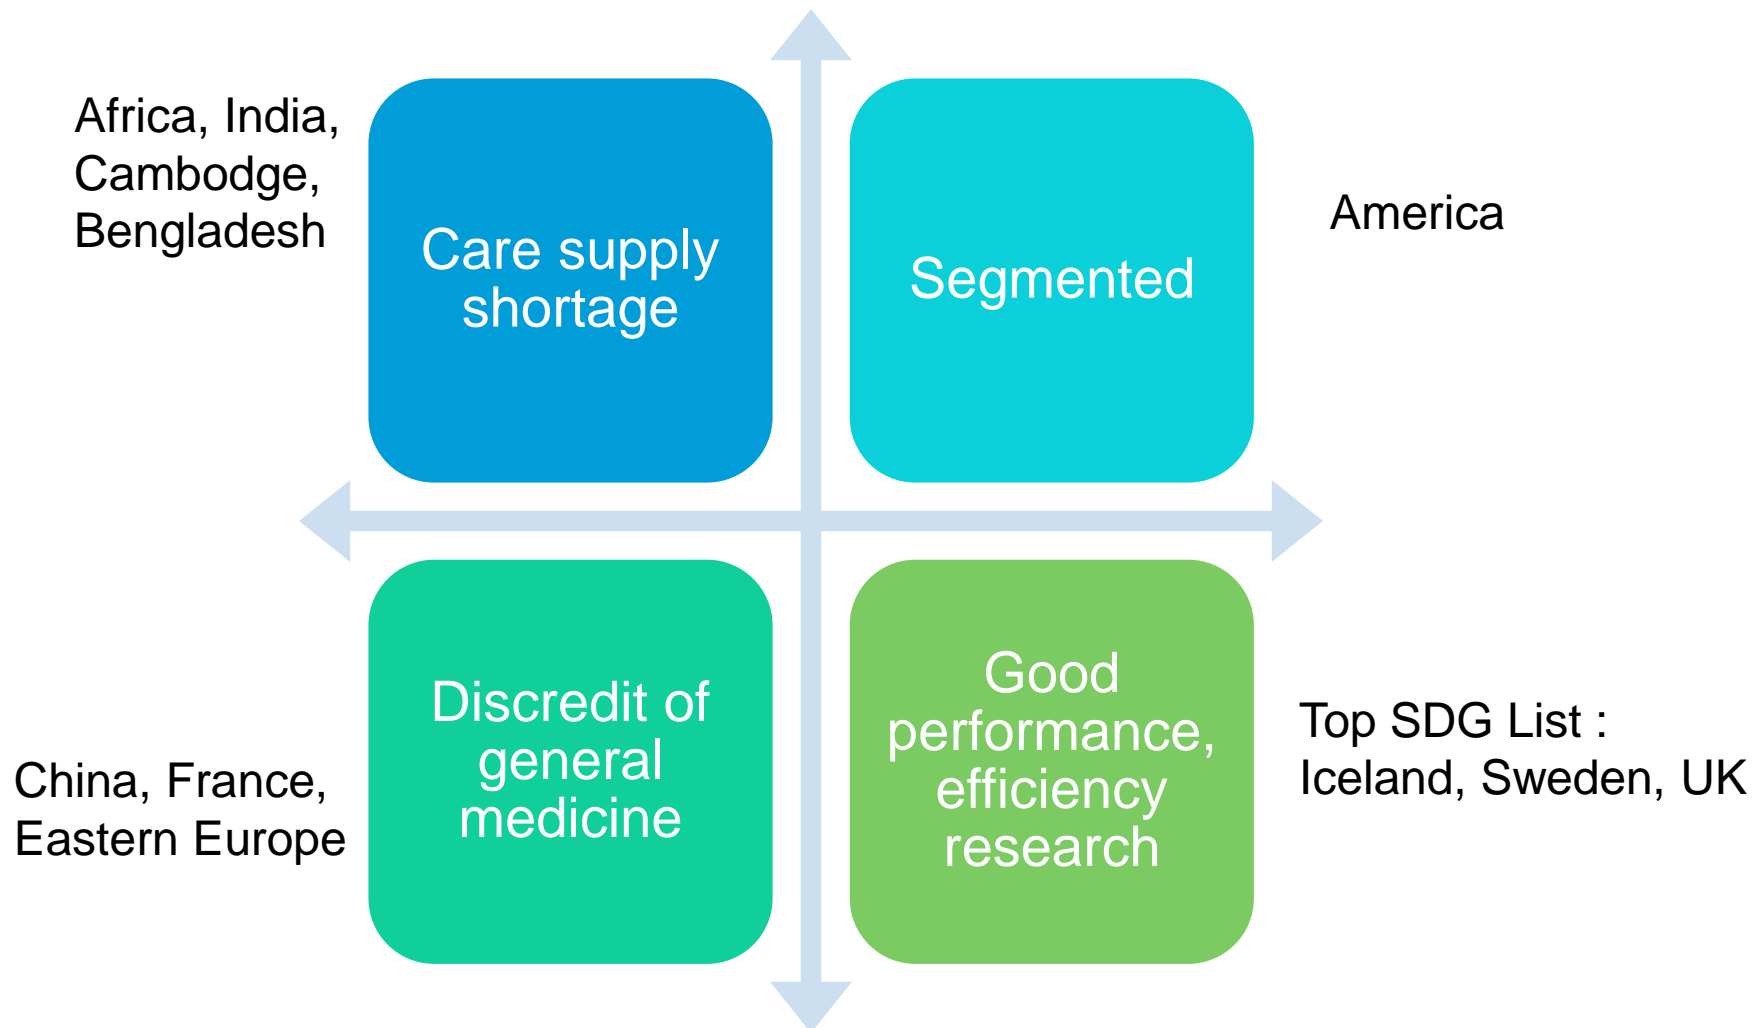 Africa, India,
Cambodge,
Bengladesh
Care supply
shortage
Segmented
America
China, France,
Eastern Europe
Discredit of
general
medicine
Good
performance,
efficiency
research
Top SDG List :
Iceland, Sweden, UK